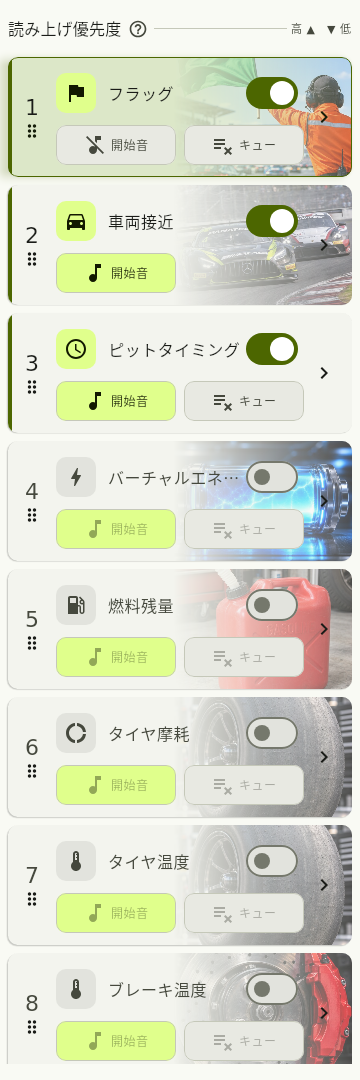 読み上げ優先度 高▲ ▼低
1 フラッグ
開始音 キュー
2 車両接近
開始音
3 ピットタイミング
開始音 キュー
4 バーチャルエネ…
開始音 キュー
5 燃料残量
開始音 キュー
6 タイヤ摩耗
開始音 キュー
7 タイヤ温度
開始音 キュー
8 ブレーキ温度
開始音 キュー